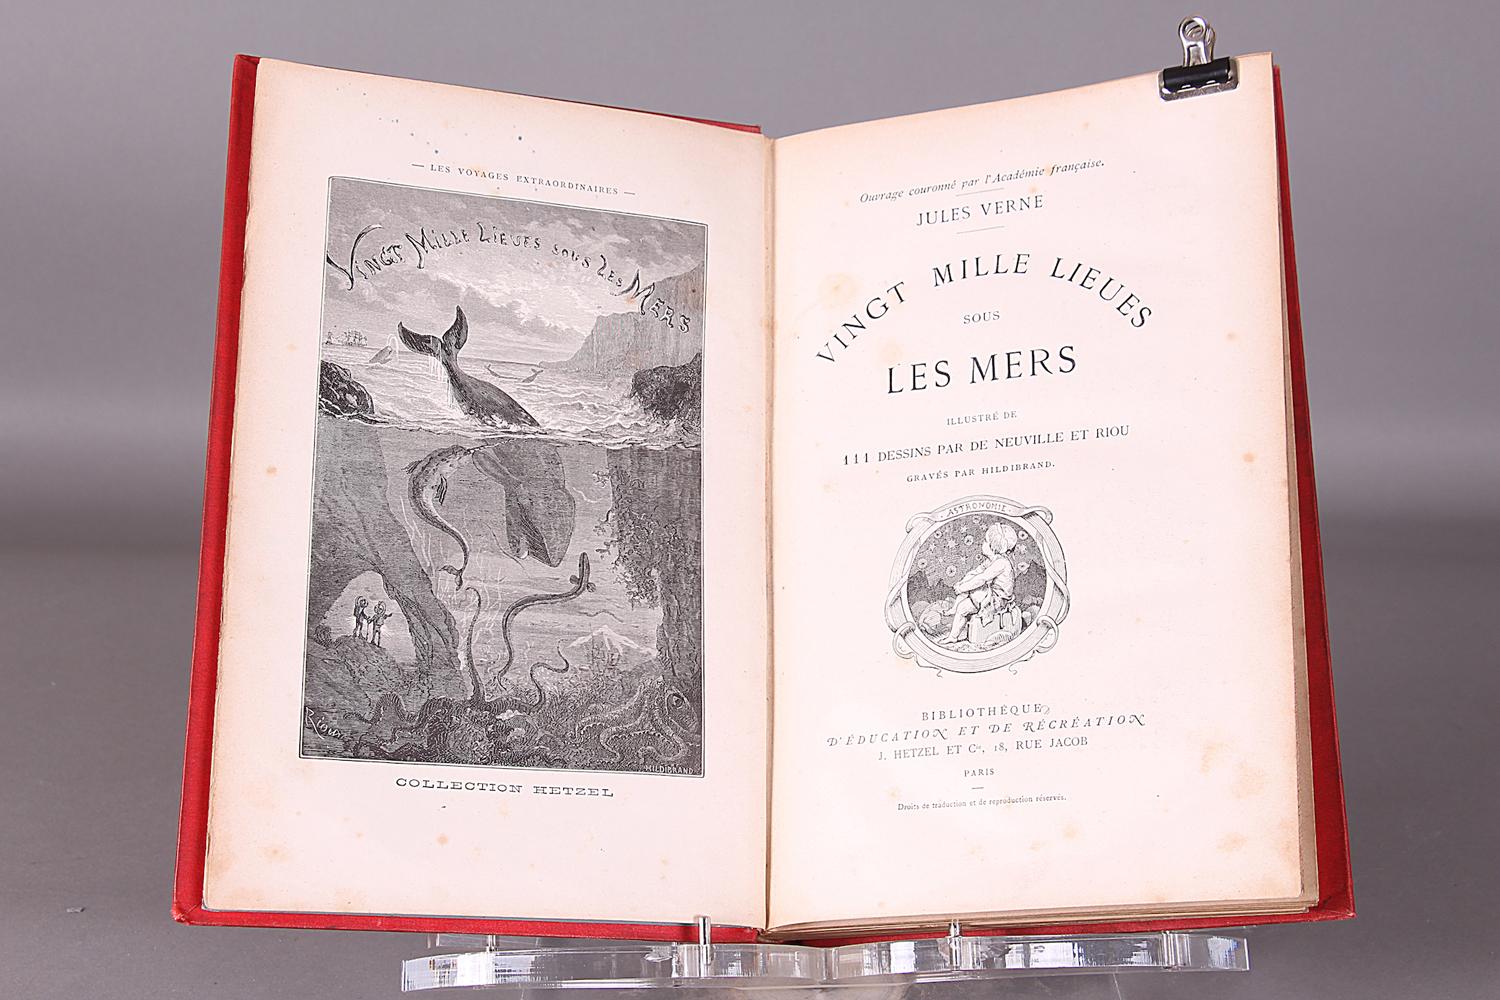 — LES VOYAGES EXTRAORDINAIRES —
VINGT MILLE LIEUES SOUS LES MERS
Riou
HILDIBRAND
COLLECTION HETZEL
Ouvrage couronné par l'Académie française.
JULES VERNE
VINGT MILLE LIEUES
SOUS
LES MERS
ILLUSTRÉ DE
111 DESSINS PAR DE NEUVILLE ET RIOU
GRAVÉS PAR HILDIBRAND.
ASTRONOMIE
BIBLIOTHÈQUE
D'ÉDUCATION ET DE RÉCRÉATION
J. HETZEL ET Cie, 18, RUE JACOB
PARIS
Droits de traduction et de reproduction réservés.